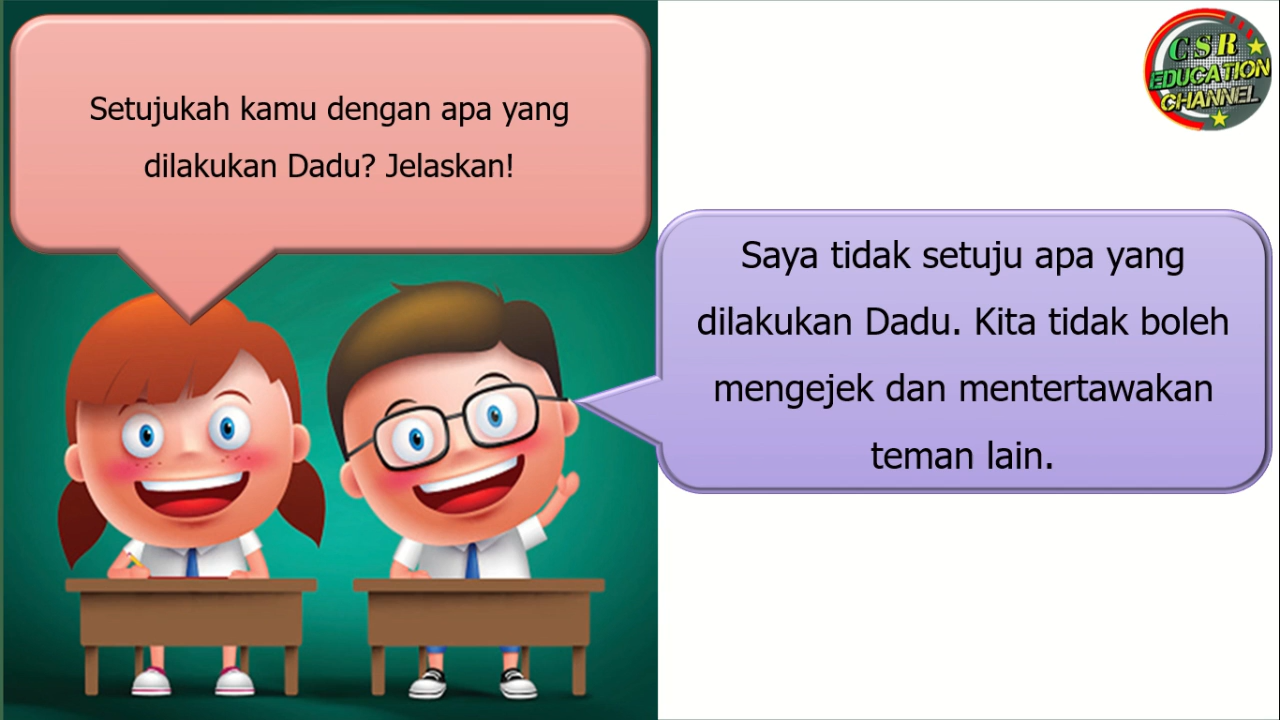 Setujukah kamu dengan apa yang
dilakukan Dadu? Jelaskan!
CSR
EDUCATION
CHANNEL
Saya tidak setuju apa yang
dilakukan Dadu. Kita tidak boleh
mengejek dan mentertawakan
teman lain.